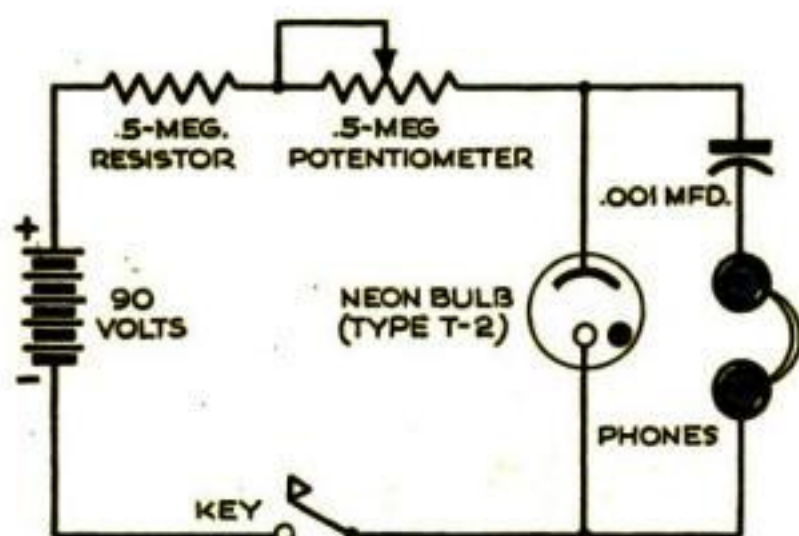 .5-MEG.
RESISTOR
.5-MEG
POTENTIOMETER
.001 MFD.
+
90
VOLTS
-
NEON BULB
(TYPE T-2)
PHONES
KEY